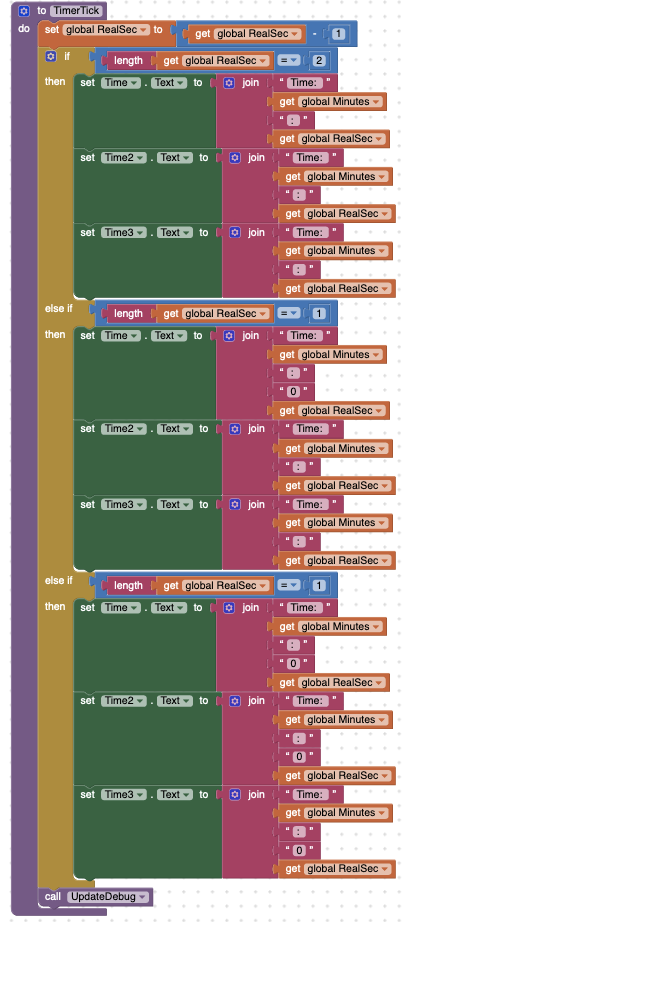 to TimerTick
do set global RealSec to get global RealSec - 1
if length get global RealSec = 2
then set Time . Text to join " Time: "
get global Minutes
" : "
get global RealSec
set Time2 . Text to join " Time: "
get global Minutes
" : "
get global RealSec
set Time3 . Text to join " Time: "
get global Minutes
" : "
get global RealSec
else if length get global RealSec = 1
then set Time . Text to join " Time: "
get global Minutes
" : "
" 0 "
get global RealSec
set Time2 . Text to join " Time: "
get global Minutes
" : "
get global RealSec
set Time3 . Text to join " Time: "
get global Minutes
" : "
get global RealSec
else if length get global RealSec = 1
then set Time . Text to join " Time: "
get global Minutes
" : "
" 0 "
get global RealSec
set Time2 . Text to join " Time: "
get global Minutes
" : "
" 0 "
get global RealSec
set Time3 . Text to join " Time: "
get global Minutes
" : "
" 0 "
get global RealSec
call UpdateDebug